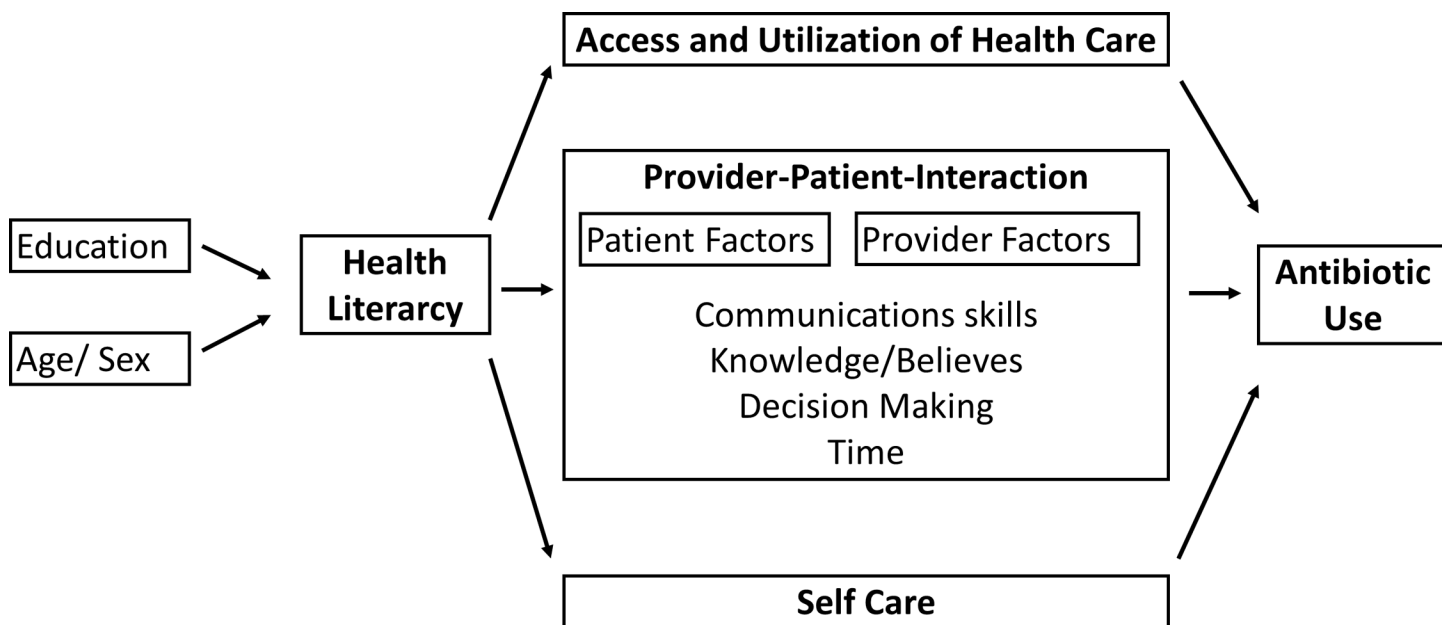 Access and Utilization of Health Care
Provider-Patient-Interaction
Patient Factors
Provider Factors
Communications skills
Knowledge/Believes
Decision Making
Time
Education
Age/ Sex
Health
Literarcy
Antibiotic
Use
Self Care